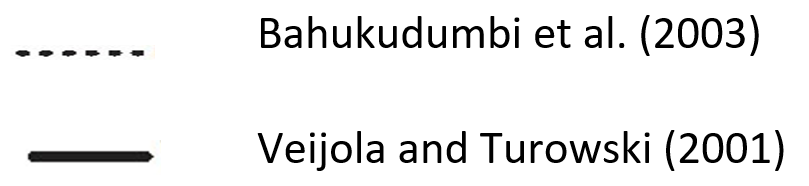 Bahukudumbi et al. (2003)
Veijola and Turowski (2001)